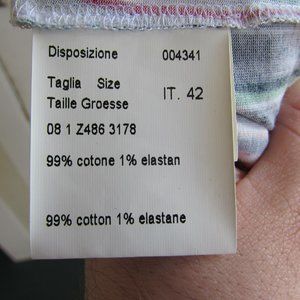 Disposizione 004341
Taglia Size
Taille Groesse IT. 42
08 1 Z486 3178
99% cotone 1% elastan
99% cotton 1% elastane